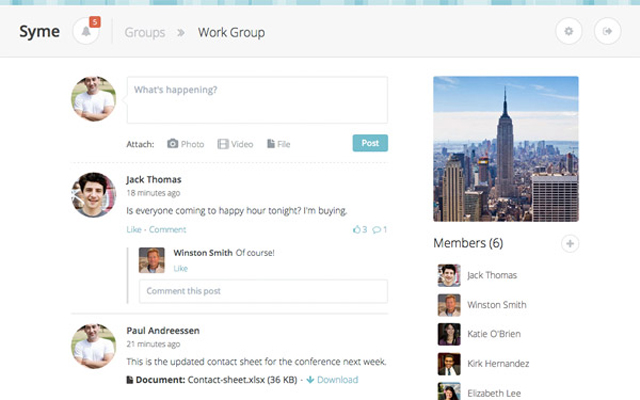 Syme 5 Groups » Work Group
What's happening?
Attach: Photo Video File Post
Jack Thomas
18 minutes ago
Is everyone coming to happy hour tonight? I'm buying.
Like - Comment 3 1
Winston Smith Of course!
Like
Comment this post
Paul Andreessen
21 minutes ago
This is the updated contact sheet for the conference next week.
Document: Contact-sheet.xlsx (36 KB) - Download
Members (6)
Jack Thomas
Winston Smith
Katie O'Brien
Kirk Hernandez
Elizabeth Lee